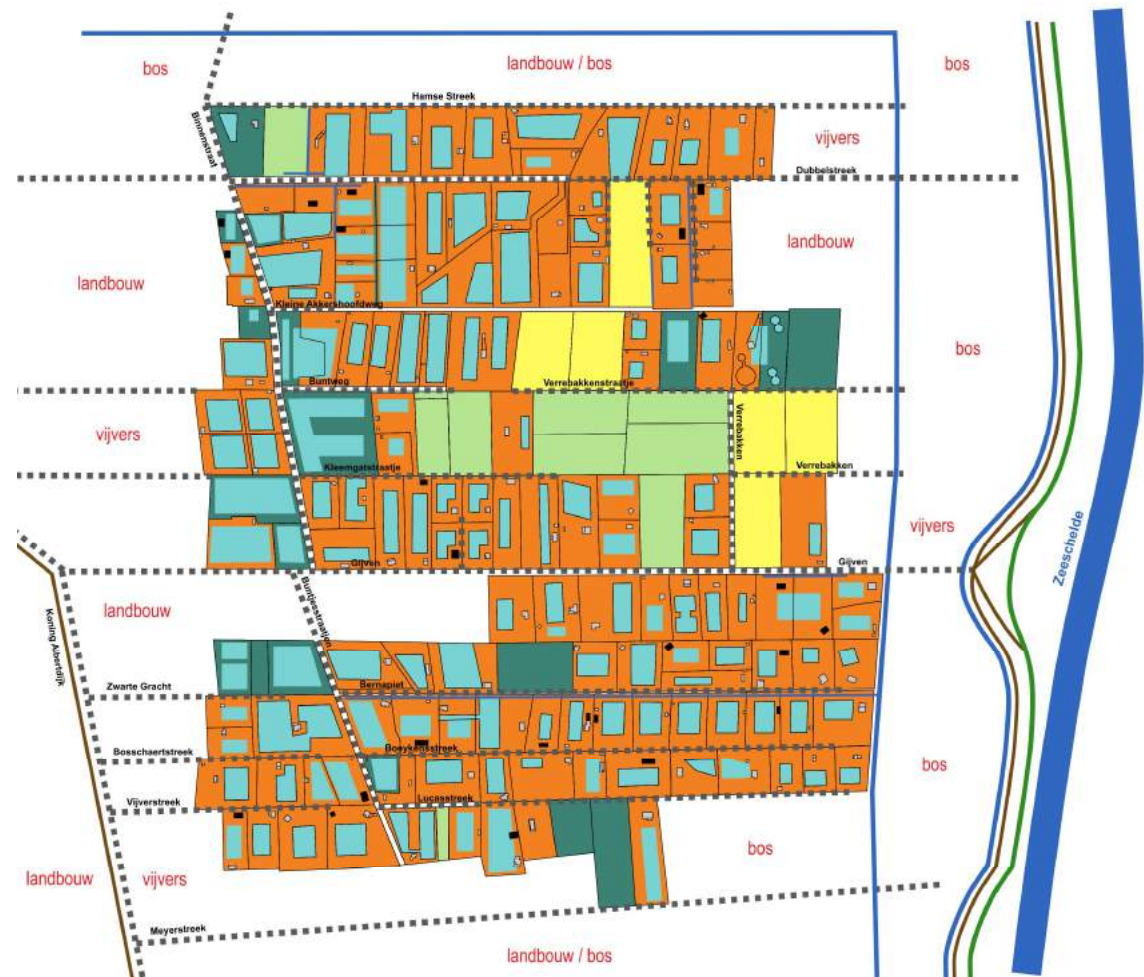 bos
landbouw / bos
bos
Hamse Streek
Binnenstraat
vijvers
Dubbelstreek
landbouw
landbouw
Kleine Akkershoofdweg
bos
Buntweg
Verrebakkenstraatje
vijvers
Verrebakken
Kleemgatstraatje
Verrebakken
vijvers
Zeeschelde
Gijven
Gijven
landbouw
Buntjesstraatjen
Koning Albertdijk
Zwarte Gracht
Bernapiet
Bosschaertstreek
Boeykensstreek
bos
Vijverstreek
Lucasstreek
bos
landbouw
vijvers
Meyerstreek
landbouw / bos